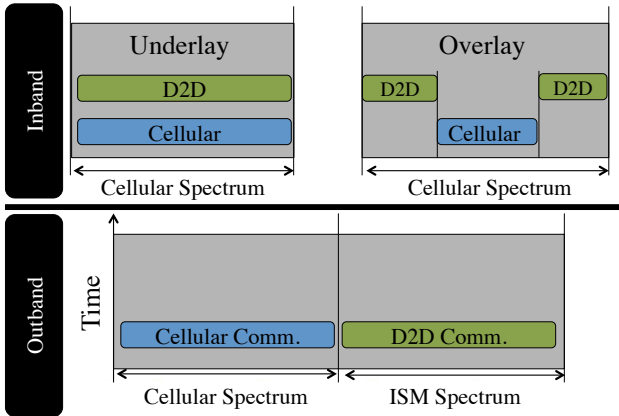 Inband
Underlay
D2D
Cellular
Cellular Spectrum
Overlay
D2D
D2D
Cellular
Cellular Spectrum
Outband
Time
Cellular Comm.
D2D Comm.
Cellular Spectrum
ISM Spectrum